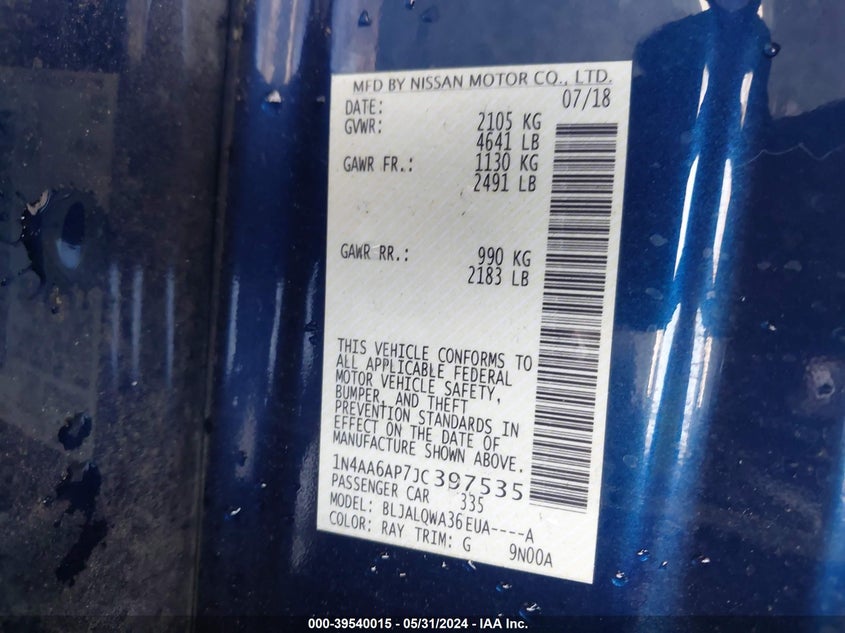 MFD BY NISSAN MOTOR CO., LTD.
DATE: 07/18
GVWR: 2105 KG
4641 LB
GAWR FR.: 1130 KG
2491 LB
GAWR RR.: 990 KG
2183 LB
THIS VEHICLE CONFORMS TO
ALL APPLICABLE FEDERAL
MOTOR VEHICLE SAFETY,
BUMPER, AND THEFT
PREVENTION STANDARDS IN
EFFECT ON THE DATE OF
MANUFACTURE SHOWN ABOVE.
1N4AA6AP7JC397535
PASSENGER CAR 335
MODEL: BLJALQWA36EUA----A
COLOR: RAY TRIM: G 9N00A
000-39540015 - 05/31/2024 - IAA Inc.